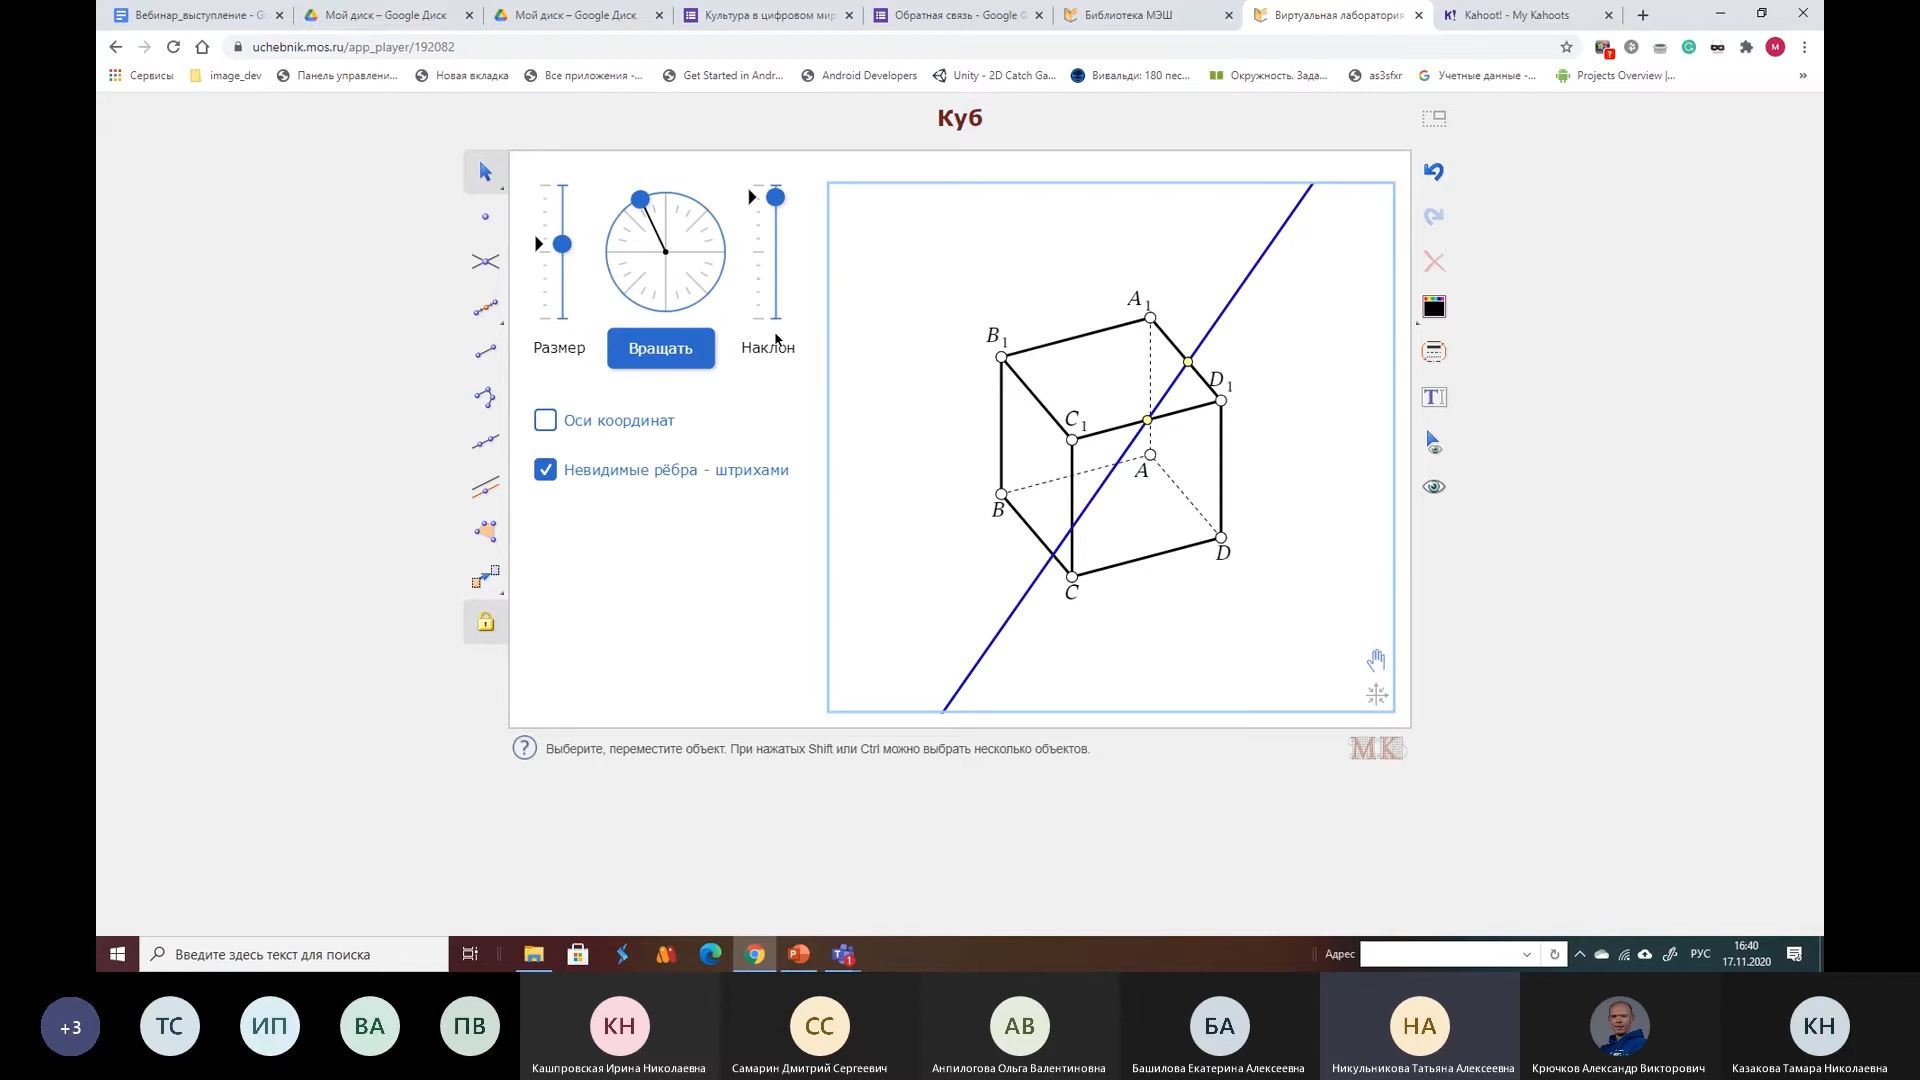 Вебинар_выступление - G
Мой диск – Google Диск
Мой диск – Google Диск
Культура в цифровом мир
Обратная связь - Google Ф
Библиотека МЭШ
Виртуальная лаборатория
K! Kahoot! - My Kahoots
uchebnik.mos.ru/app_player/192082
?
M
Сервисы
image_dev
Панель управлени...
Новая вкладка
Все приложения -...
Get Started in Andr...
Android Developers
Unity - 2D Catch Ga...
Вивальди: 180 пес...
Окружность. Зада...
as3sfxr
Учетные данные -...
Projects Overview |...
»
Куб
Размер
Вращать
Наклон
Оси координат
Невидимые рёбра - штрихами
A1
B1
D1
C1
A
B
D
C
T
? Выберите, переместите объект. При нажатых Shift или Ctrl можно выбрать несколько объектов.
МК
Введите здесь текст для поиска
Адрес
РУС
16:40
17.11.2020
+3
ТС
ИП
ВА
ПВ
КН
СС
АВ
БА
НА
КН
Кашпровская Ирина Николаевна
Самарин Дмитрий Сергеевич
Анпилогова Ольга Валентиновна
Башилова Екатерина Алексеевна
Никульникова Татьяна Алексеевна
Крючков Александр Викторович
Казакова Тамара Николаевна